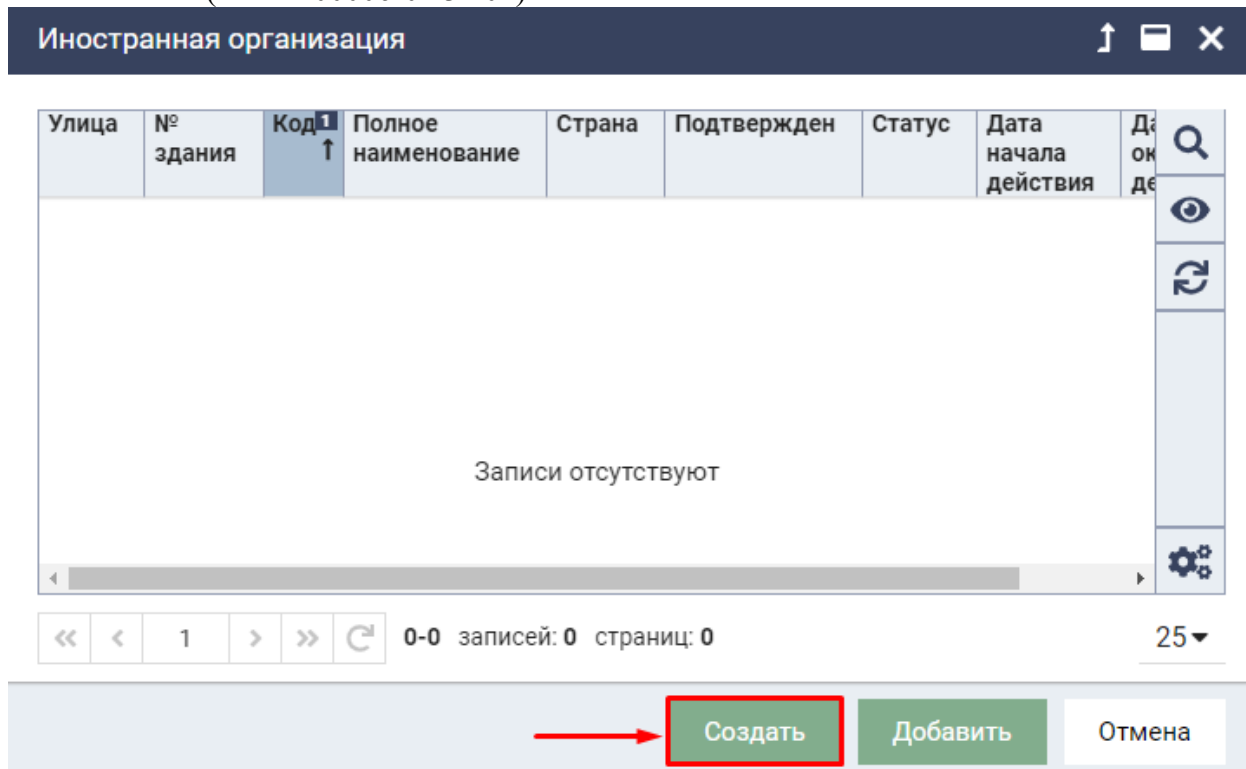 Иностранная организация
Улица № здания Код 1 ↑ Полное наименование Страна Подтвержден Статус Дата начала действия
Записи отсутствуют
<< < 1 > >> 0-0 записей: 0 страниц: 0 25
Создать Добавить Отмена